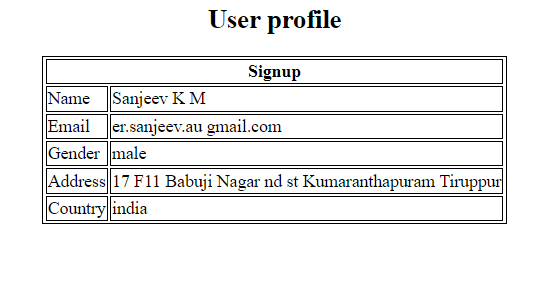 User profile
Signup
Name Sanjeev K M
Email er.sanjeev.au gmail.com
Gender male
Address 17 F11 Babuji Nagar nd st Kumaranthapuram Tiruppur
Country india